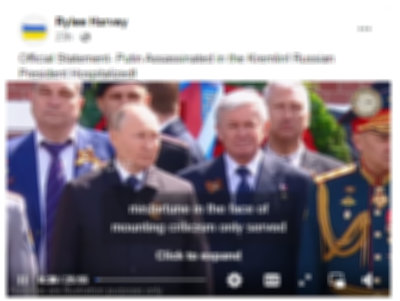 Rylee Harvey
23h
Official Statement: Putin Assassinated in the Kremlin! Russian
President Hospitalized!
in the face of
mounting criticism only served
Click to expand